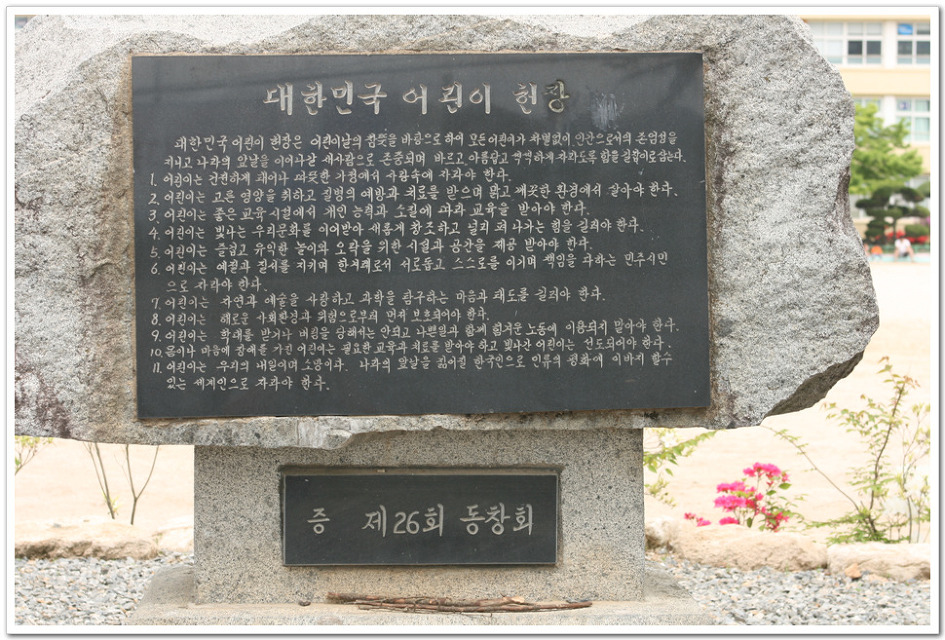 대한민국 어린이 헌장
대한민국 어린이 헌장은 어린이날의 참뜻을 바탕으로 하여 모든 어린이가 차별없이 인간으로서의 존엄성을
지니고 나라의 앞날을 이어나갈 새사람으로 존중되며 바르고 아름답고 씩씩하게 자라도록 함을 길잡이로 삼는다.
1. 어린이는 건전하게 태어나 따뜻한 가정에서 사랑속에 자라야 한다.
2. 어린이는 고른 영양을 취하고 질병의 예방과 치료를 받으며 맑고 깨끗한 환경에서 살아야 한다.
3. 어린이는 좋은 교육 시설에서 개인 능력과 소질에 따라 교육을 받아야 한다.
4. 어린이는 빛나는 우리문화를 이어받아 새롭게 창조하고 널리 펴 나가는 힘을 길러야 한다.
5. 어린이는 즐겁고 유익한 놀이와 오락을 위한 시설과 공간을 제공 받아야 한다.
6. 어린이는 예절과 질서를 지키며 한겨레로서 서로돕고 스스로를 이기며 책임을 다하는 민주시민
으로 자라야 한다.
7. 어린이는 자연과 예술을 사랑하고 과학을 탐구하는 마음과 태도를 길러야 한다.
8. 어린이는 해로운 사회환경과 위험으로부터 먼저 보호되어야 한다.
9. 어린이는 학대를 받거나 버림을 당해서는 안되고 나쁜일과 함께 힘겨운 노동에 이용되지 말아야 한다.
10. 몸이나 마음에 장애를 가진 어린이는 필요한 교육과 치료를 받아야 하고 빗나간 어린이는 선도되어야 한다.
11. 어린이는 우리의 내일이며 소망이다. 나라의 앞날을 짊어질 한국인으로 인류의 평화에 이바지 할수
있는 세계인으로 자라야 한다.
증 제26회 동창회